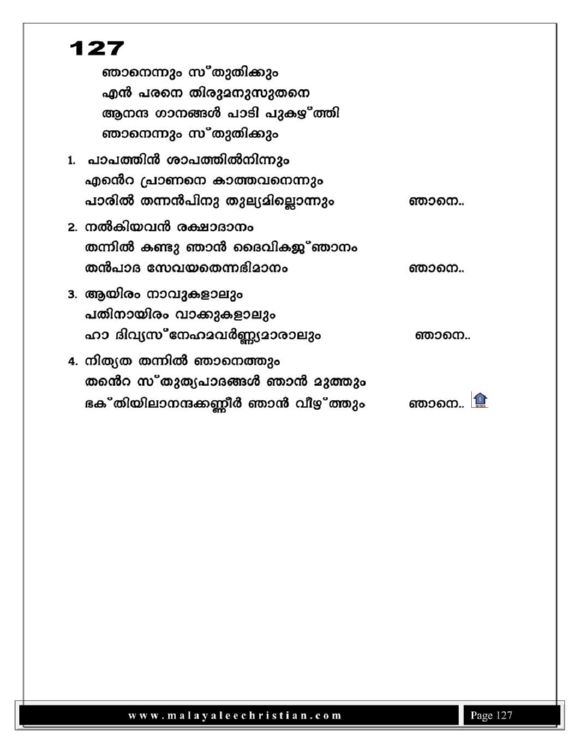 127
ഞാനെന്നും സ്തുതിക്കും
എൻ പരനെ തിരുമനുസുതനെ
ആനന്ദ ഗാനങ്ങൾ പാടി പുകഴ്ത്തി
ഞാനെന്നും സ്തുതിക്കും
1. പാപത്തിൻ ശാപത്തിൽനിന്നും
എൻെറ പ്രാണനെ കാത്തവനെന്നും
പാരിൽ തന്നൻപിനു തുല്യമില്ലൊന്നും ഞാനെ..
2. നൽകിയവൻ രക്ഷാദാനം
തന്നിൽ കണ്ടു ഞാൻ ദൈവികജ്ഞാനം
തൻപാദ സേവയതെന്നഭിമാനം ഞാനെ..
3. ആയിരം നാവുകളാലും
പതിനായിരം വാക്കുകളാലും
ഹാ ദിവ്യസ്നേഹമവർണ്ണ്യമാരാലും ഞാനെ..
4. നിത്യത തന്നിൽ ഞാനെത്തും
തൻെറ സ്തുത്യപാദങ്ങൾ ഞാൻ മുത്തും
ഭക്തിയിലാനന്ദക്കണ്ണീർ ഞാൻ വീഴ്ത്തും ഞാനെ..
www.malayaleechristian.com Page 127